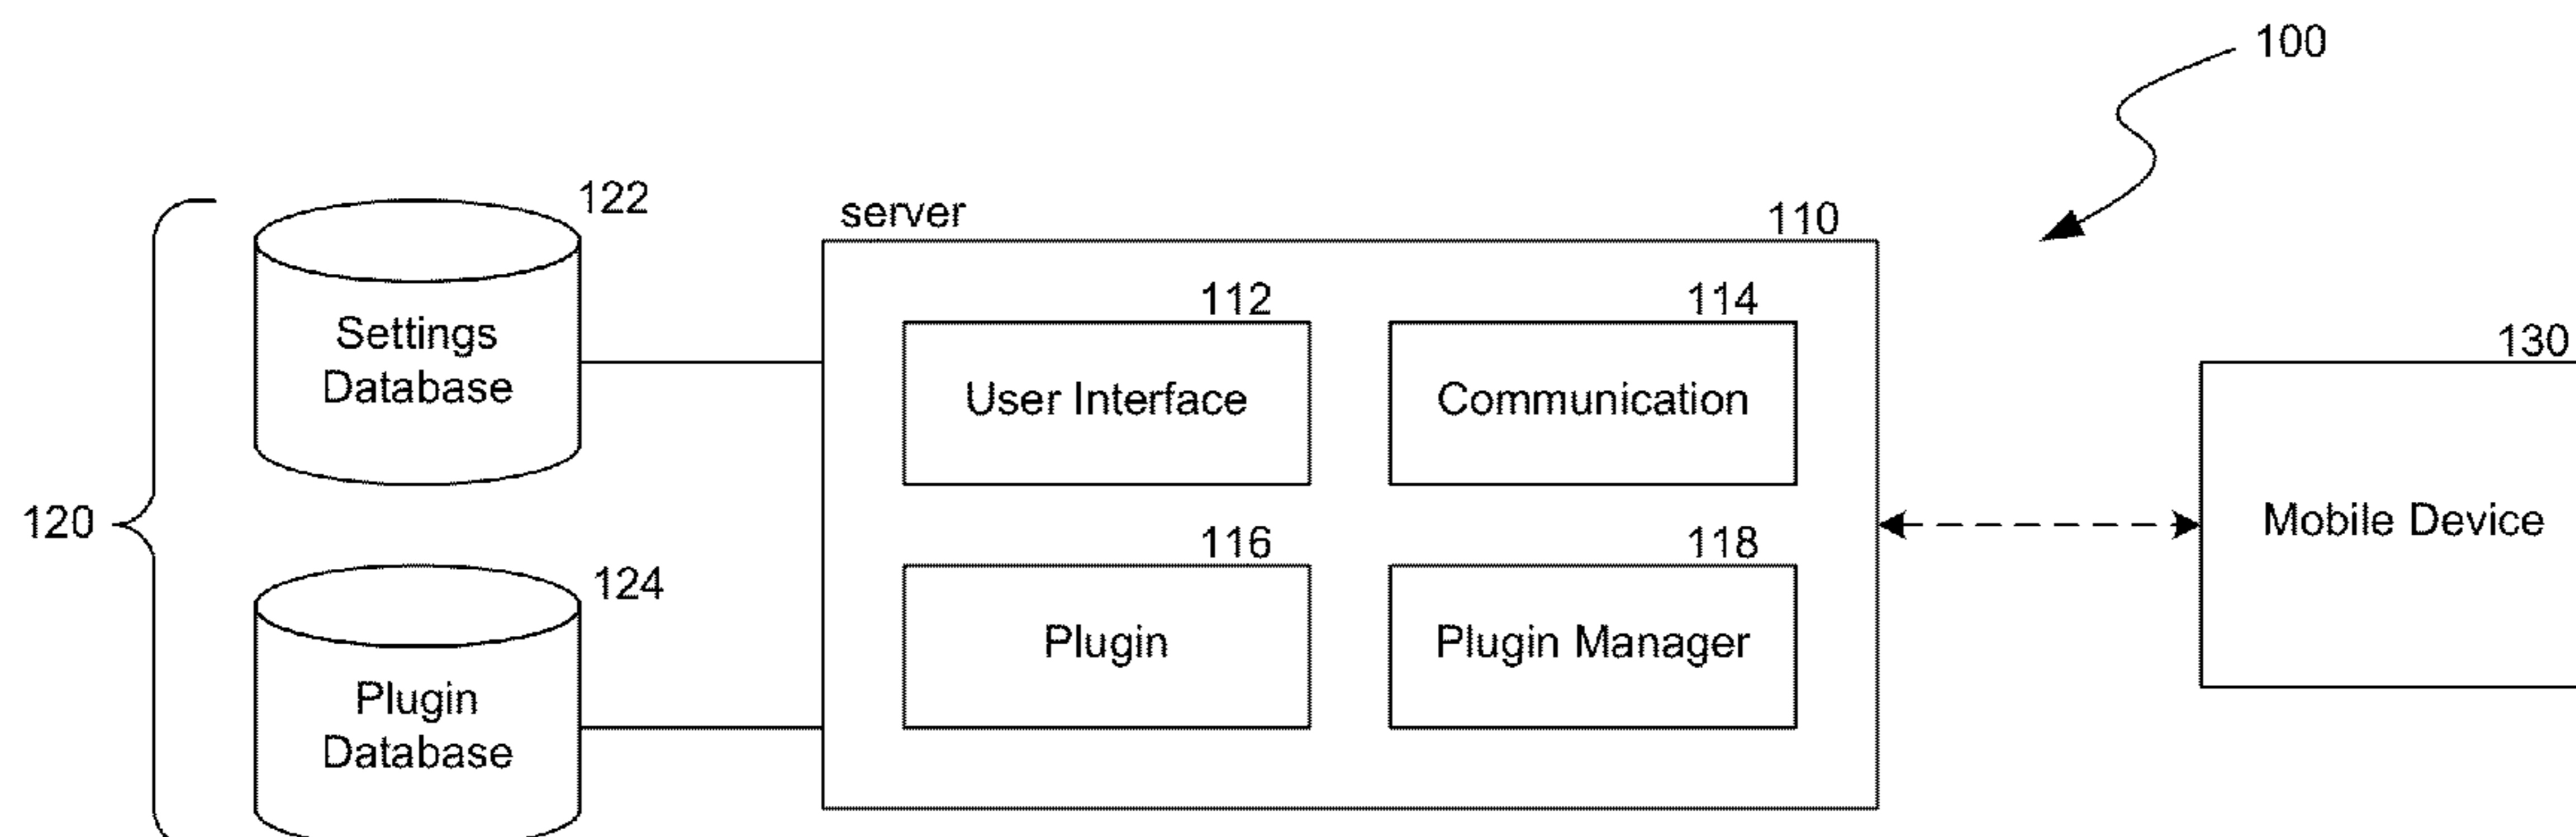 100
122
server
110
112
114
Settings
Database
User Interface
Communication
130
120
Mobile Device
116
118
124
Plugin
Plugin Manager
Plugin
Database